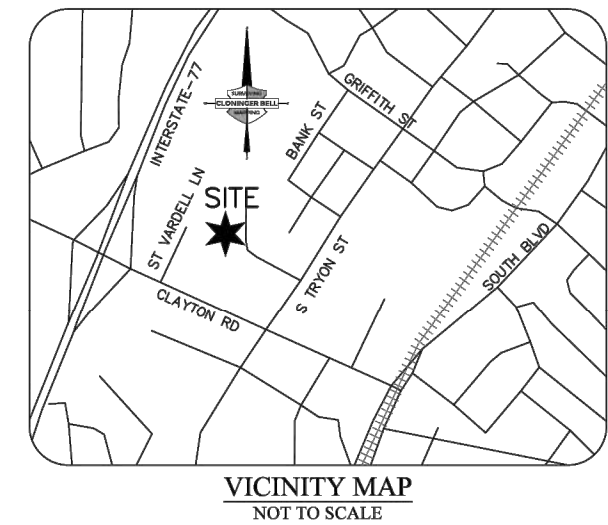 INTERSTATE-77
SURVEYING
CLONINGER BELL
MAPPING
GRIFFITH ST
BANK ST
ST VARDELL LN
SITE
S TRYON ST
SOUTH BLVD
CLAYTON RD
VICINITY MAP
NOT TO SCALE